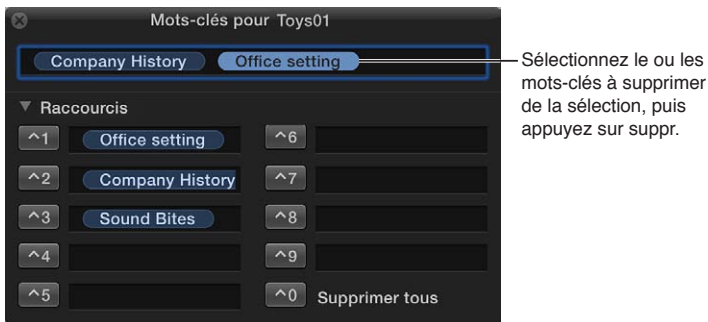 Mots-clés pour Toys01
Company History Office setting
Sélectionnez le ou les
mots-clés à supprimer
de la sélection, puis
appuyez sur suppr.
Raccourcis
^1 Office setting ^6
^2 Company History ^7
^3 Sound Bites ^8
^4 ^9
^5 ^0 Supprimer tous